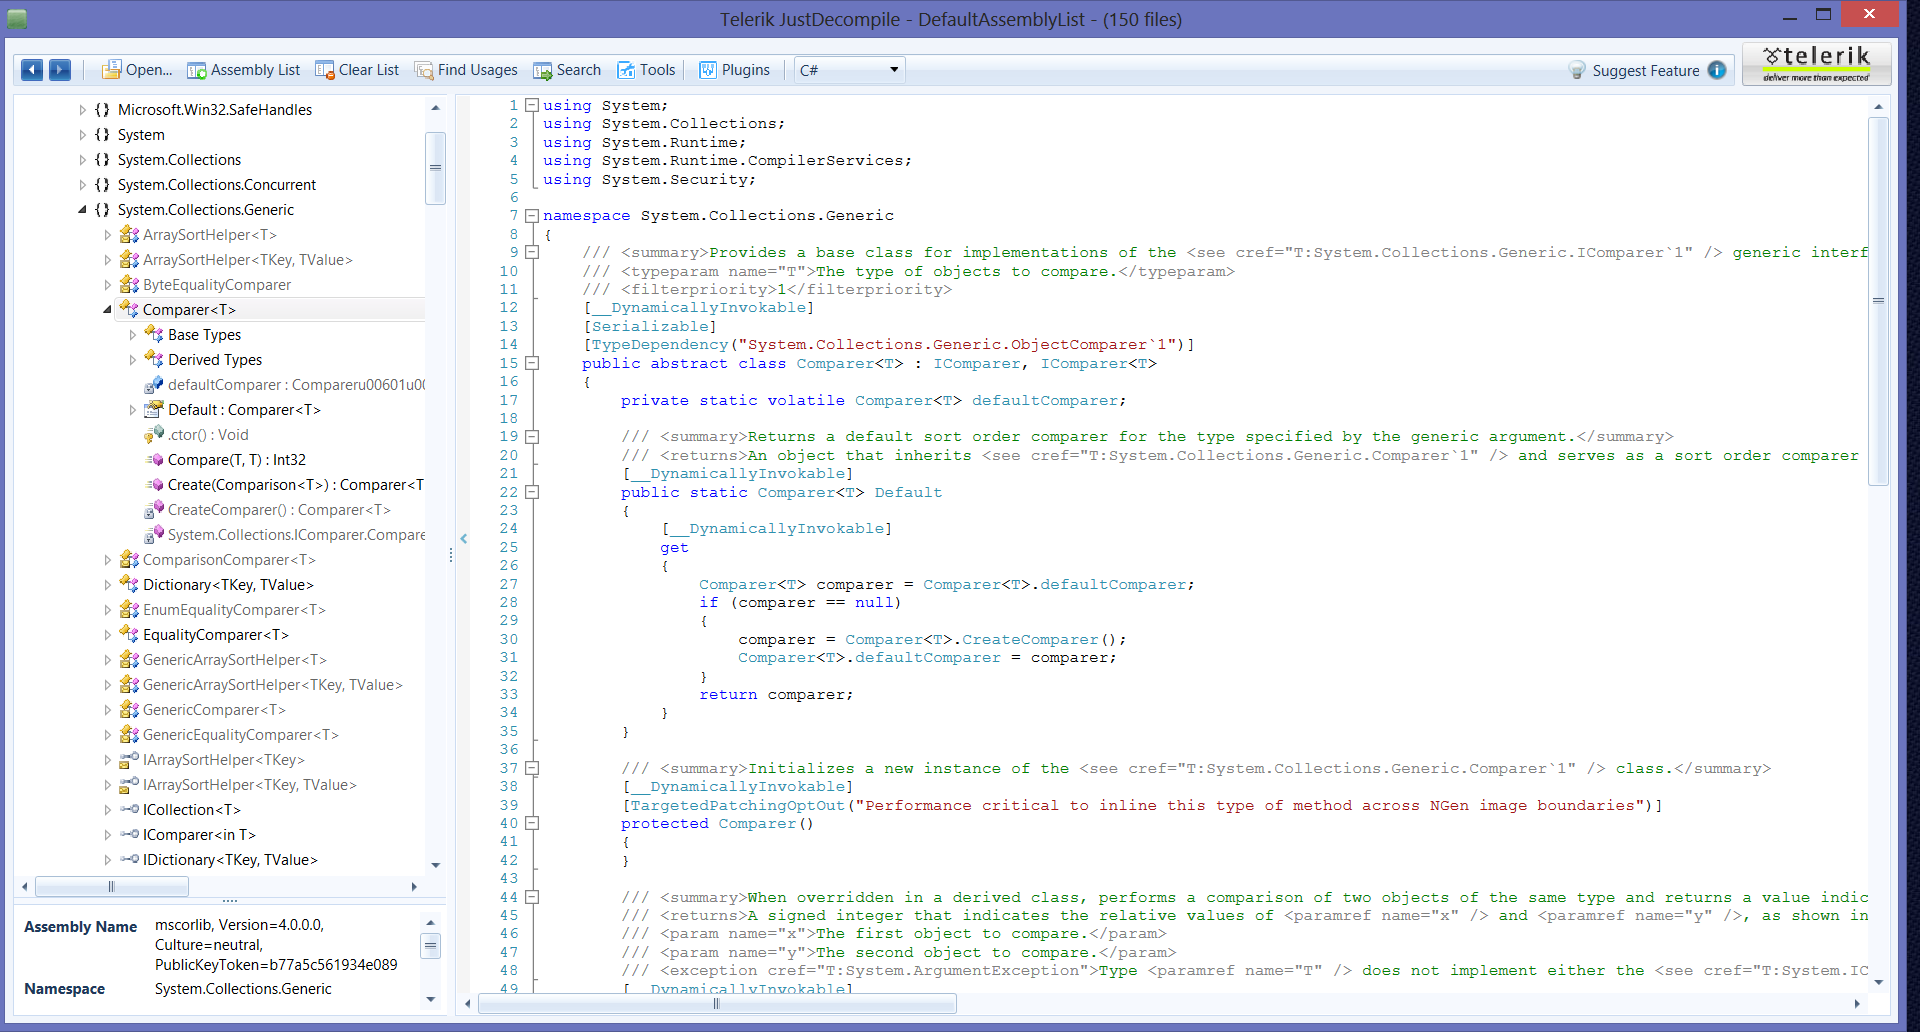 Telerik JustDecompile - DefaultAssemblyList - (150 files)
Open... Assembly List Clear List Find Usages Search Tools Plugins C# Suggest Feature
telerik
deliver more than expected
{} Microsoft.Win32.SafeHandles
{} System
{} System.Collections
{} System.Collections.Concurrent
{} System.Collections.Generic
ArraySortHelper<T>
ArraySortHelper<TKey, TValue>
ByteEqualityComparer
Comparer<T>
Base Types
Derived Types
defaultComparer : Compareru00601u00
Default : Comparer<T>
.ctor() : Void
Compare(T, T) : Int32
Create(Comparison<T>) : Comparer<T
CreateComparer() : Comparer<T>
System.Collections.IComparer.Compare
ComparisonComparer<T>
Dictionary<TKey, TValue>
EnumEqualityComparer<T>
EqualityComparer<T>
GenericArraySortHelper<T>
GenericArraySortHelper<TKey, TValue>
GenericComparer<T>
GenericEqualityComparer<T>
IArraySortHelper<TKey>
IArraySortHelper<TKey, TValue>
ICollection<T>
IComparer<in T>
IDictionary<TKey, TValue>
Assembly Name mscorlib, Version=4.0.0.0,
Culture=neutral,
PublicKeyToken=b77a5c561934e089
Namespace System.Collections.Generic
1 using System;
2 using System.Collections;
3 using System.Runtime;
4 using System.Runtime.CompilerServices;
5 using System.Security;
6
7 namespace System.Collections.Generic
8 {
9 /// <summary>Provides a base class for implementations of the <see cref="T:System.Collections.Generic.IComparer`1" /> generic interf
10 /// <typeparam name="T">The type of objects to compare.</typeparam>
11 /// <filterpriority>1</filterpriority>
12 [__DynamicallyInvokable]
13 [Serializable]
14 [TypeDependency("System.Collections.Generic.ObjectComparer`1")]
15 public abstract class Comparer<T> : IComparer, IComparer<T>
16 {
17 private static volatile Comparer<T> defaultComparer;
18
19 /// <summary>Returns a default sort order comparer for the type specified by the generic argument.</summary>
20 /// <returns>An object that inherits <see cref="T:System.Collections.Generic.Comparer`1" /> and serves as a sort order comparer
21 [__DynamicallyInvokable]
22 public static Comparer<T> Default
23 {
24 [__DynamicallyInvokable]
25 get
26 {
27 Comparer<T> comparer = Comparer<T>.defaultComparer;
28 if (comparer == null)
29 {
30 comparer = Comparer<T>.CreateComparer();
31 Comparer<T>.defaultComparer = comparer;
32 }
33 return comparer;
34 }
35 }
36
37 /// <summary>Initializes a new instance of the <see cref="T:System.Collections.Generic.Comparer`1" /> class.</summary>
38 [__DynamicallyInvokable]
39 [TargetedPatchingOptOut("Performance critical to inline this type of method across NGen image boundaries")]
40 protected Comparer()
41 {
42 }
43
44 /// <summary>When overridden in a derived class, performs a comparison of two objects of the same type and returns a value indic
45 /// <returns>A signed integer that indicates the relative values of <paramref name="x" /> and <paramref name="y" />, as shown in
46 /// <param name="x">The first object to compare.</param>
47 /// <param name="y">The second object to compare.</param>
48 /// <exception cref="T:System.ArgumentException">Type <paramref name="T" /> does not implement either the <see cref="T:System.IC
49 [__DynamicallyInvokable]